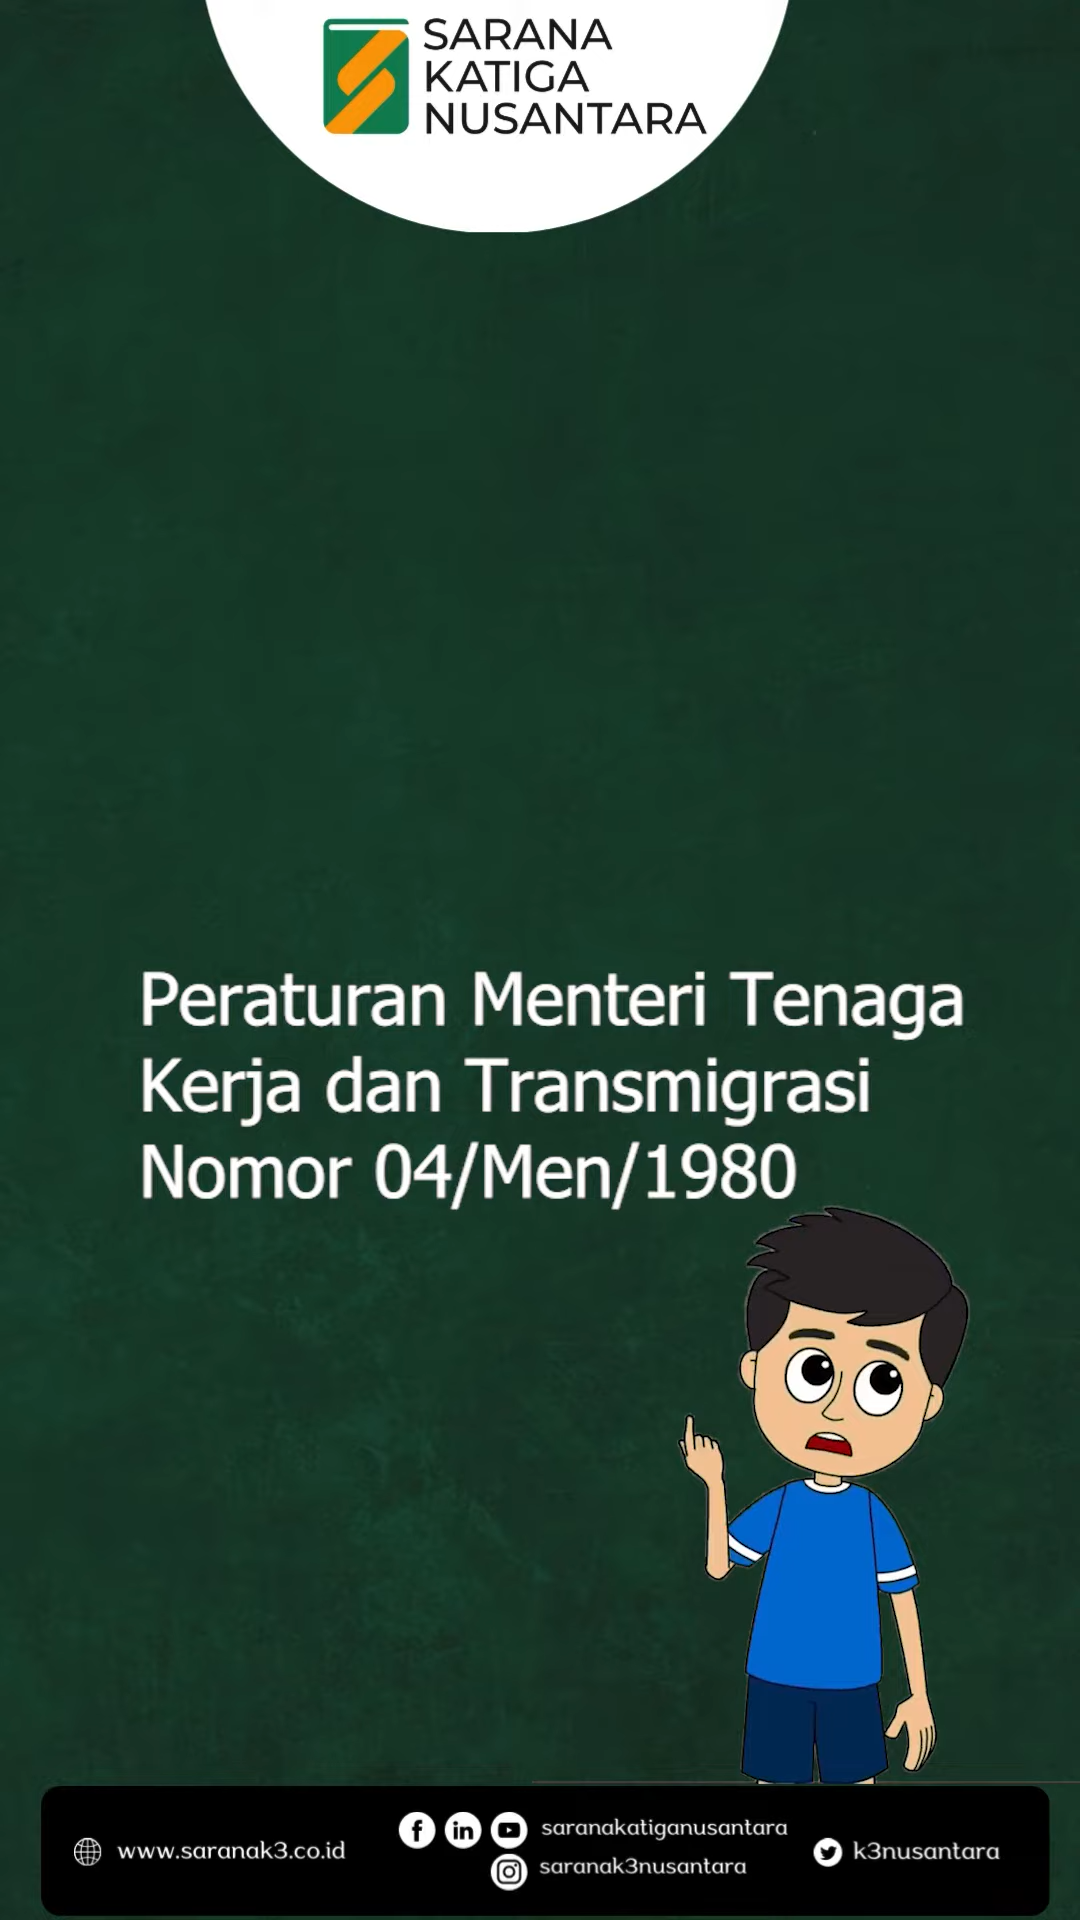 SARANA
KATIGA
NUSANTARA
Peraturan Menteri Tenaga
Kerja dan Transmigrasi
Nomor 04/Men/1980
www.saranak3.co.id
saranakatiganusantara
saranak3nusantara
k3nusantara